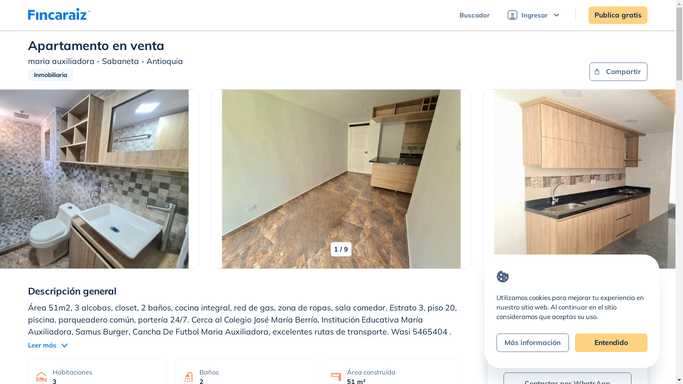 Fincaraiz
Buscador
Ingresar
Publica gratis
Apartamento en venta
maria auxiliadora - Sabaneta - Antioquia
Inmobiliaria
Compartir
1 / 9
Descripción general
Área 51m2, 3 alcobas, closet, 2 baños, cocina integral, red de gas, zona de ropas, sala comedor. Estrato 3, piso 20,
piscina, parqueadero común, portería 24/7. Cerca al Colegio José María Berrío, Institución Educativa María
Auxiliadora, Samus Burger, Cancha De Futbol Maria Auxiliadora, excelentes rutas de transporte. Wasi 5465404 .
Leer más
Habitaciones
3
Baños
2
Área construida
51 m²
Utilizamos cookies para mejorar tu experiencia en
nuestro sitio web. Al continuar en el sitio
consideramos que aceptas su uso.
Más información
Entendido
Contactar por WhatsApp